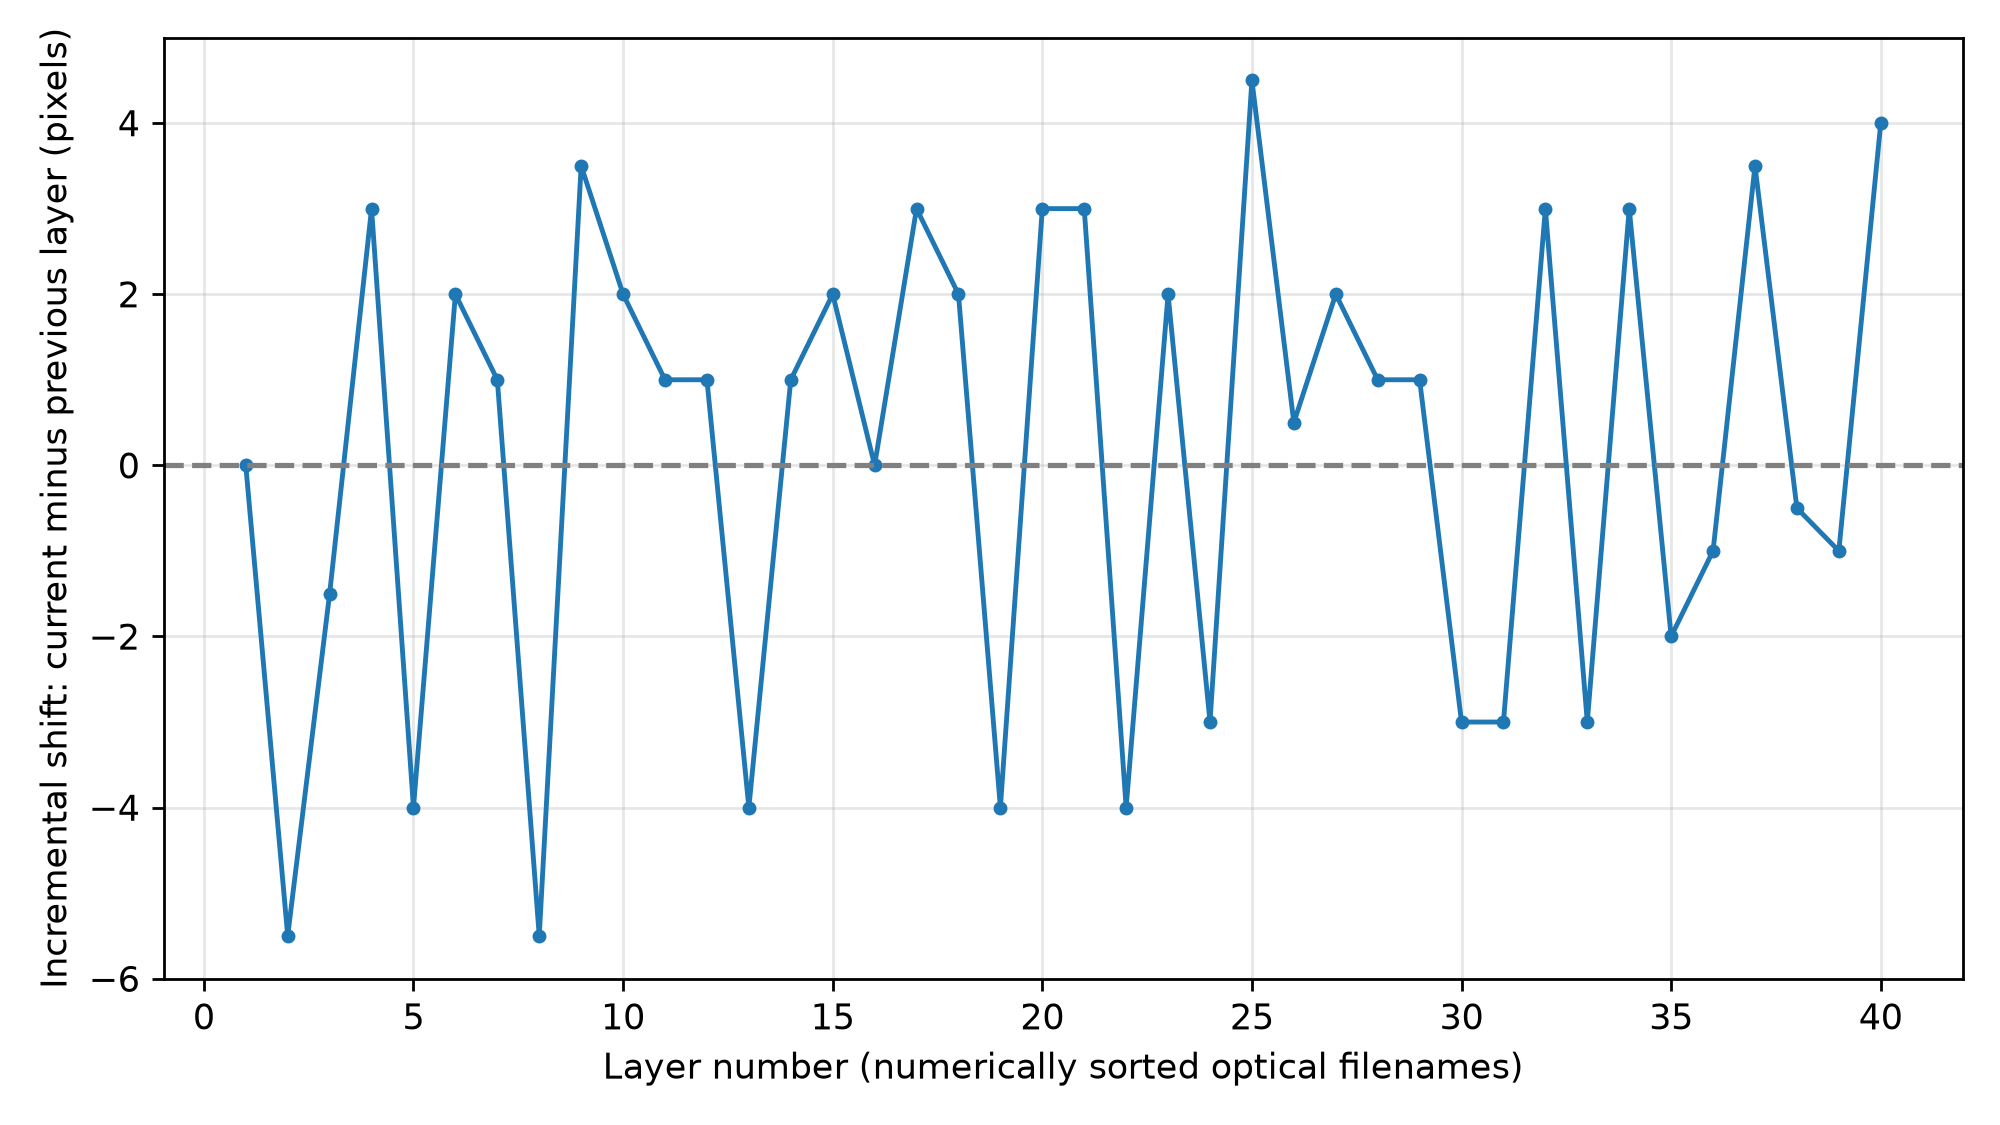 Incremental shift: current minus previous layer (pixels)
4
2
0
−2
−4
−6
0 5 10 15 20 25 30 35 40
Layer number (numerically sorted optical filenames)